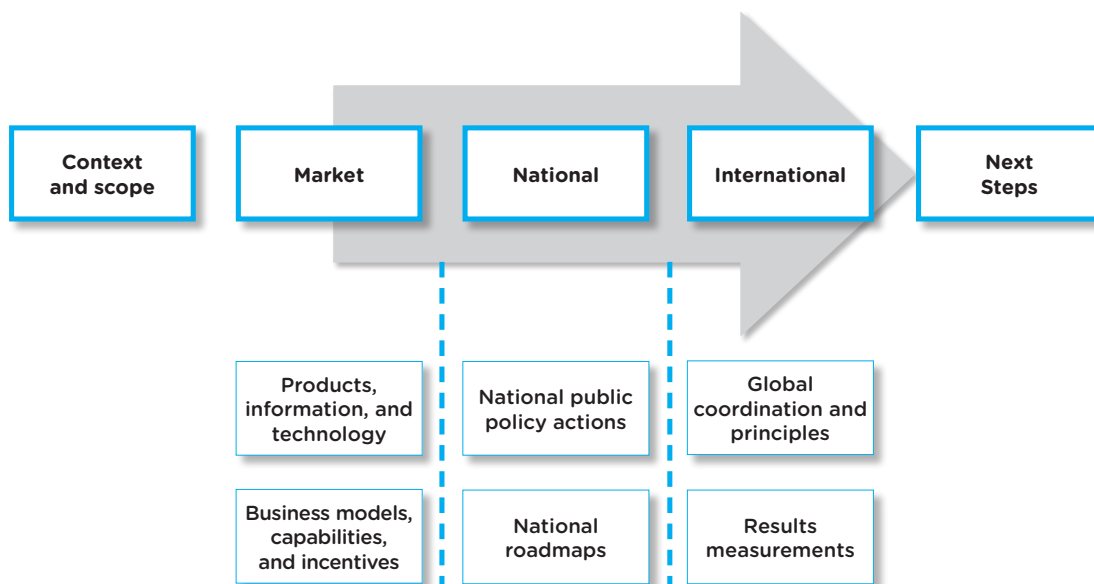 Context
and scope
Market
National
International
Next
Steps
Products,
information, and
technology
National public
policy actions
Global
coordination and
principles
Business models,
capabilities,
and incentives
National
roadmaps
Results
measurements